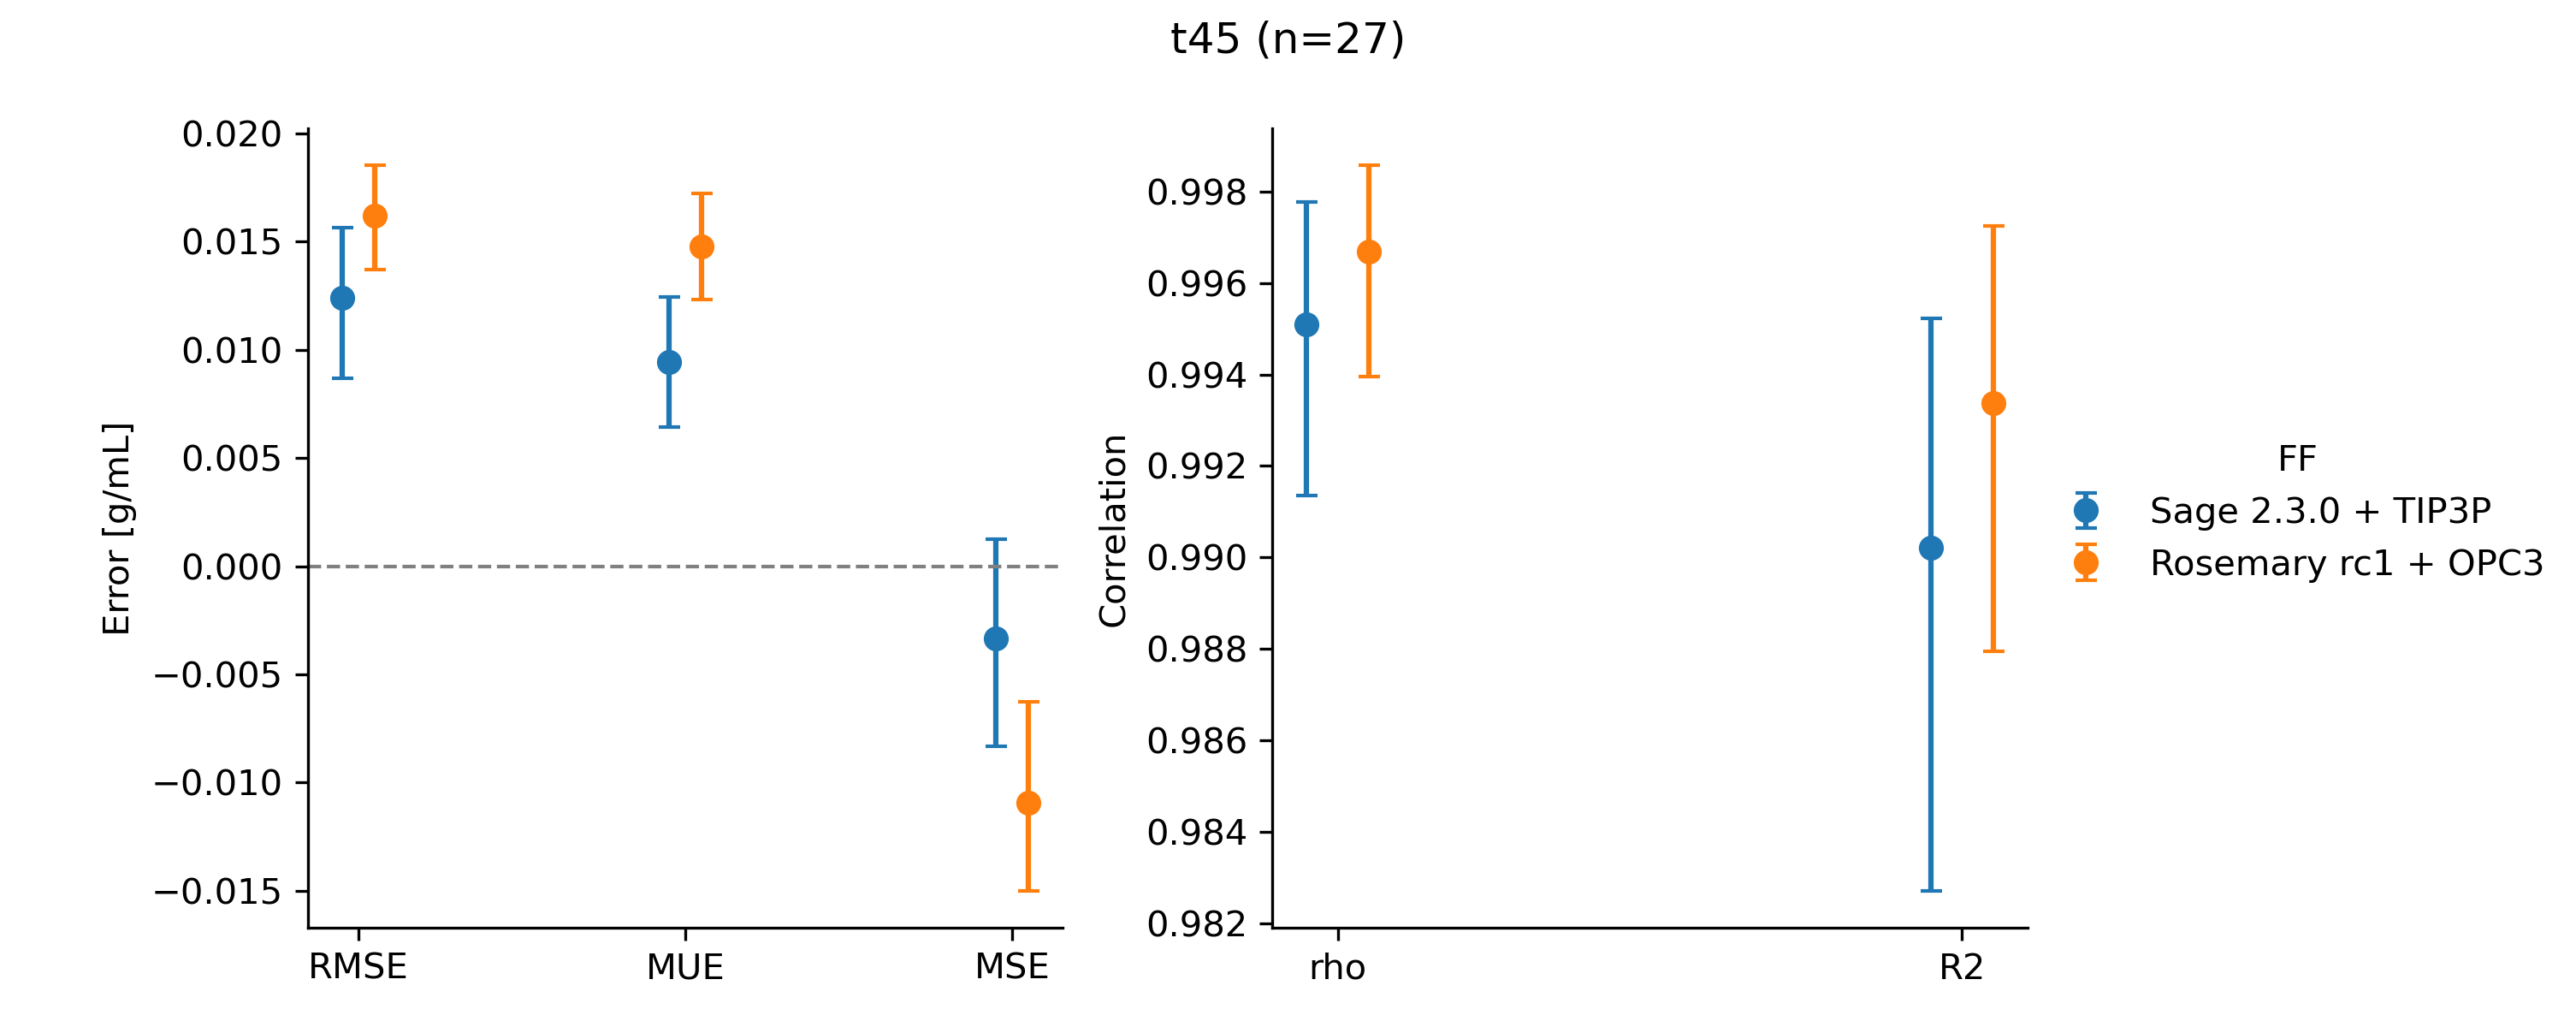 t45 (n=27)
Error [g/mL]
0.020
0.015
0.010
0.005
0.000
−0.005
−0.010
−0.015
RMSE
MUE
MSE
Correlation
0.998
0.996
0.994
0.992
0.990
0.988
0.986
0.984
0.982
rho
R2
FF
Sage 2.3.0 + TIP3P
Rosemary rc1 + OPC3